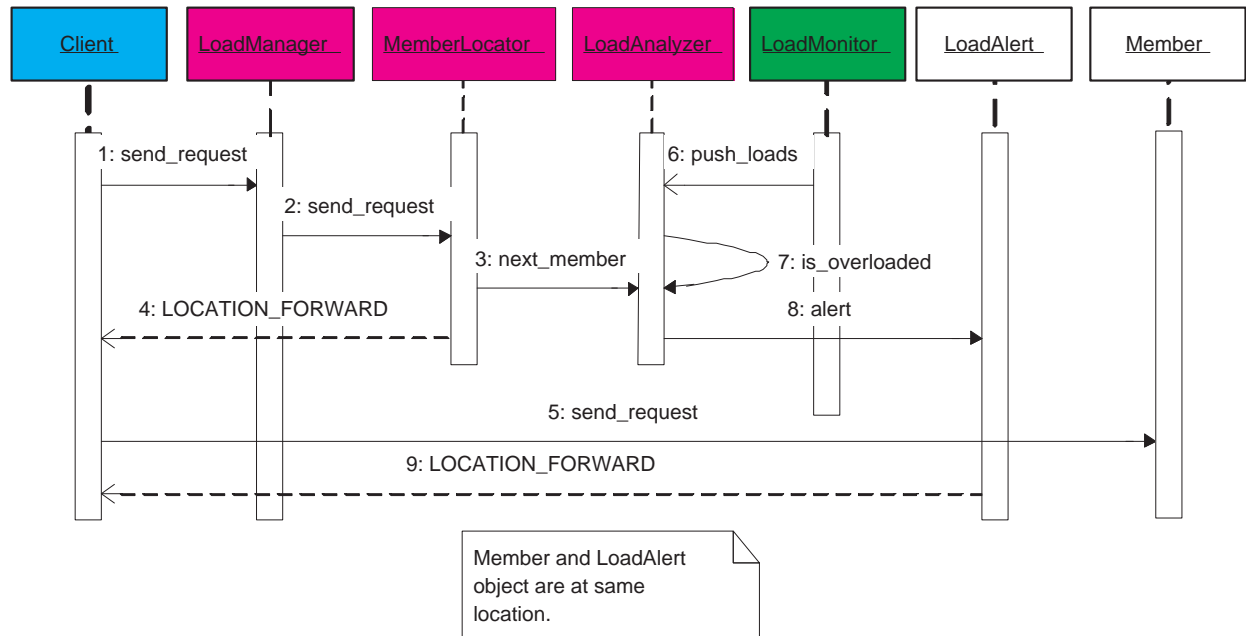 Client
LoadManager
MemberLocator
LoadAnalyzer
LoadMonitor
LoadAlert
Member
1: send_request
6: push_loads
2: send_request
3: next_member
7: is_overloaded
4: LOCATION_FORWARD
8: alert
5: send_request
9: LOCATION_FORWARD
Member and LoadAlert
object are at same
location.